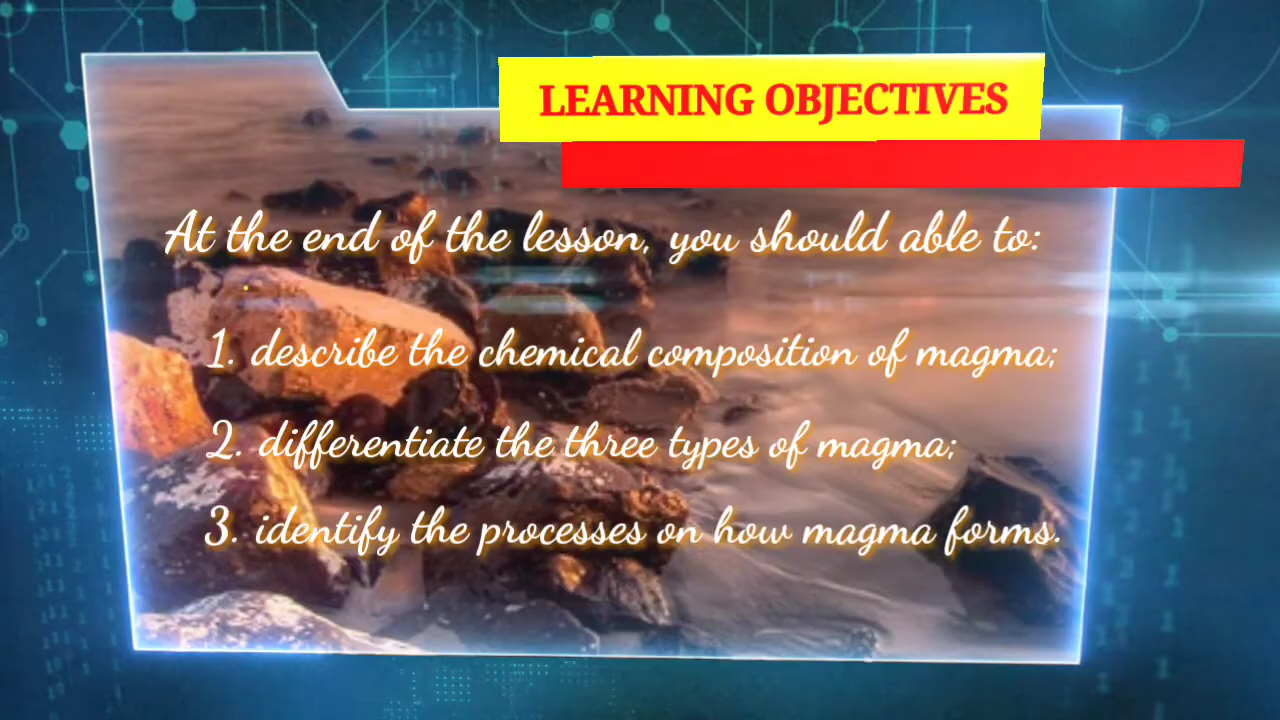 LEARNING OBJECTIVES
At the end of the lesson, you should able to:
1. describe the chemical composition of magma;
2. differentiate the three types of magma;
3. identify the processes on how magma forms.